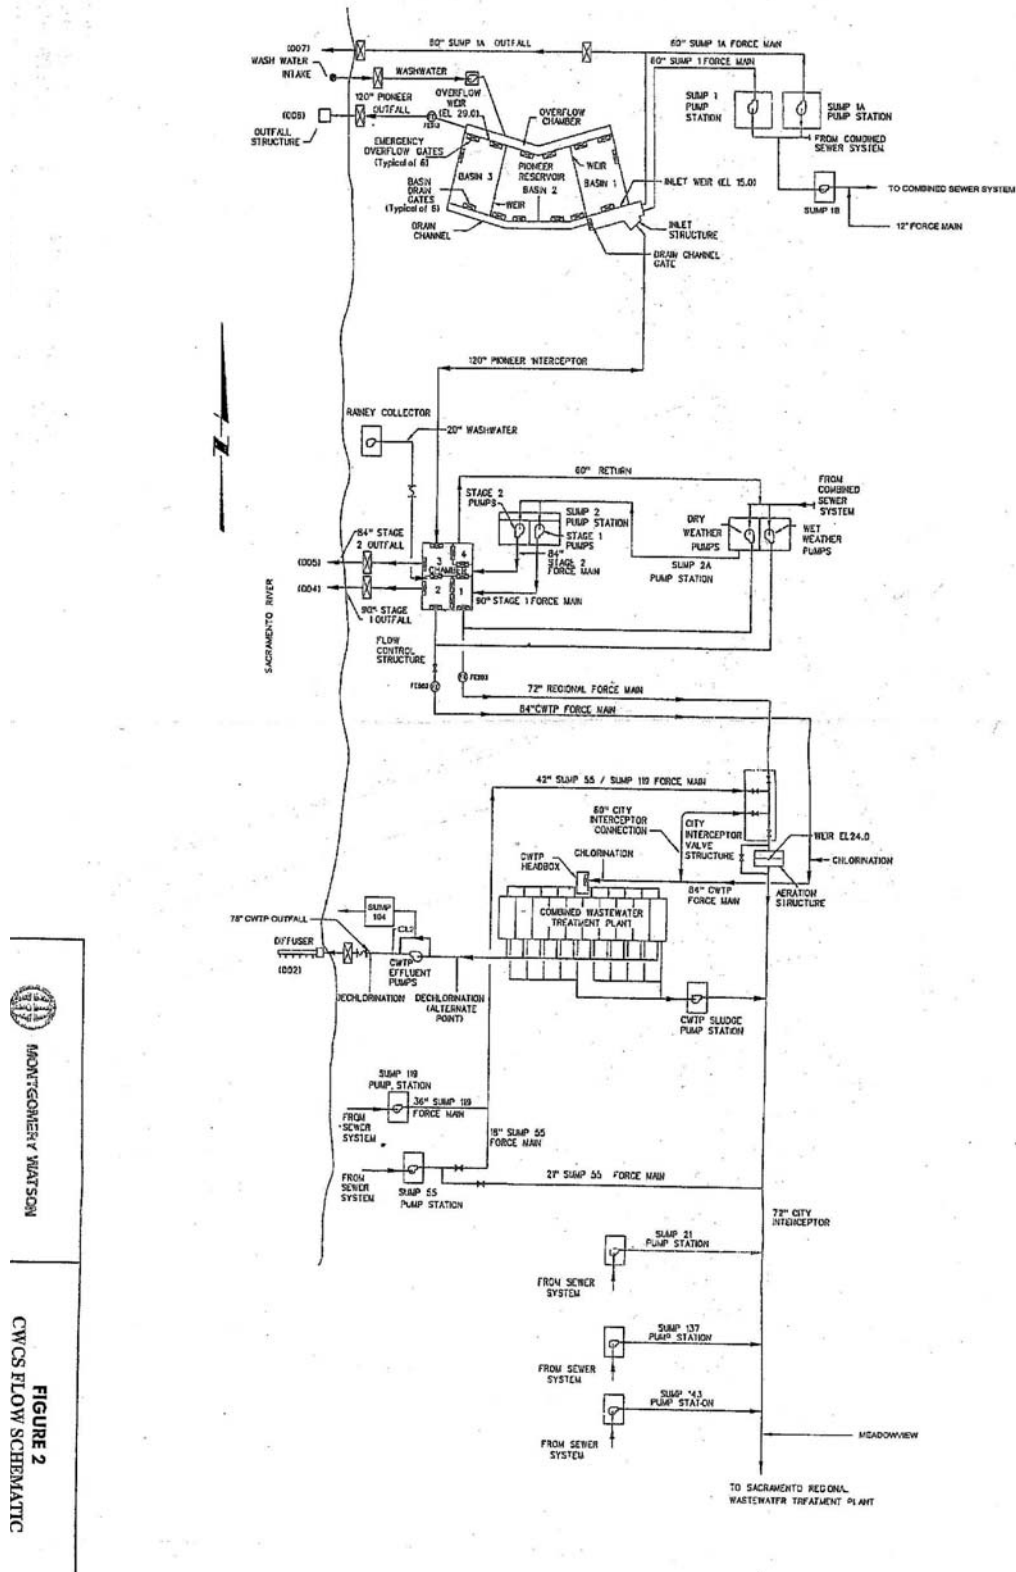 (007)
WASH WATER
INTAKE
60" SUMP 1A OUTFALL
60" SUMP 1A FORCE MAIN
60" SUMP 1 FORCE MAIN
WASHWATER
OVERFLOW
WEIR
(EL 29.0)
OVERFLOW
CHAMBER
120" PIONEER
OUTFALL
OUTFALL
STRUCTURE
EMERGENCY
OVERFLOW GATES
(Typical of 6)
BASIN
DRAIN
GATES
(Typical of 6)
DRAIN
CHANNEL
BASIN 3
WEIR
PIONEER
RESERVOIR
BASIN 2
WEIR
BASIN 1
INLET WEIR (EL 15.0)
INLET
STRUCTURE
DRAIN CHANNEL
GATE
SUMP 1
PUMP
STATION
SUMP 1A
PUMP STATION
FROM COMBINED
SEWER SYSTEM
SUMP 1B
TO COMBINED SEWER SYSTEM
12" FORCE MAIN
120" PIONEER INTERCEPTOR
RANEY COLLECTOR
20" WASHWATER
60" RETURN
STAGE 2
PUMPS
SUMP 2
PUMP STATION
STAGE 1
PUMPS
84"
STAGE 2
FORCE MAIN
90" STAGE 1 FORCE MAIN
FROM
COMBINED
SEWER
SYSTEM
DRY
WEATHER
PUMPS
WET
WEATHER
PUMPS
SUMP 2A
PUMP STATION
84" STAGE
2 OUTFALL
(005)
(004)
90" STAGE
1 OUTFALL
3
4
CHAMBER
2
1
FLOW
CONTROL
STRUCTURE
SACRAMENTO RIVER
72" REGIONAL FORCE MAIN
84" CWTP FORCE MAIN
42" SUMP 55 / SUMP 119 FORCE MAIN
60" CITY
INTERCEPTOR
CONNECTION
CITY
INTERCEPTOR
VALVE
STRUCTURE
WEIR EL 24.0
CHLORINATION
AERATION
STRUCTURE
CWTP
HEADBOX
CHLORINATION
84" CWTP
FORCE MAIN
COMBINED WASTEWATER
TREATMENT PLANT
SUMP
104
78" CWTP OUTFALL
DIFFUSER
(002)
CWTP
EFFLUENT
PUMPS
DECHLORINATION
DECHLORINATION
(ALTERNATE
POINT)
CWTP SLUDGE
PUMP STATION
SUMP 119
PUMP STATION
36" SUMP 119
FORCE MAIN
FROM
SEWER
SYSTEM
18" SUMP 55
FORCE MAIN
FROM
SEWER
SYSTEM
SUMP 55
PUMP STATION
21" SUMP 55 FORCE MAIN
72" CITY
INTERCEPTOR
SUMP 21
PUMP STATION
FROM SEWER
SYSTEM
SUMP 137
PUMP STATION
FROM SEWER
SYSTEM
SUMP 143
PUMP STATION
FROM SEWER
SYSTEM
MEADOWVIEW
TO SACRAMENTO REGIONAL
WASTEWATER TREATMENT PLANT
MONTGOMERY WATSON
FIGURE 2
CWCS FLOW SCHEMATIC